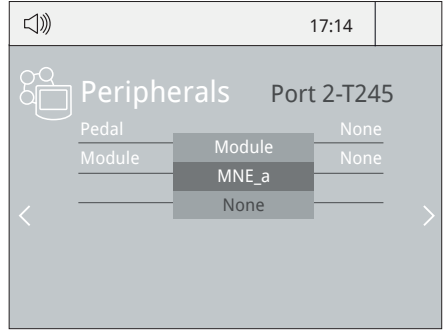 17:14
Peripherals Port 2-T245
Pedal None
Module None
Module
MNE_a
None